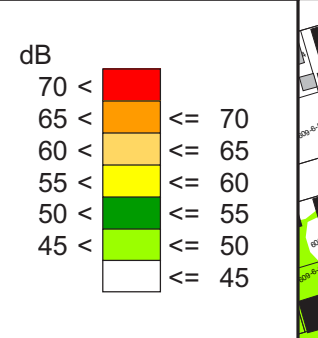 dB
70 <
65 < <= 70
60 < <= 65
55 < <= 60
50 < <= 55
45 < <= 50
<= 45